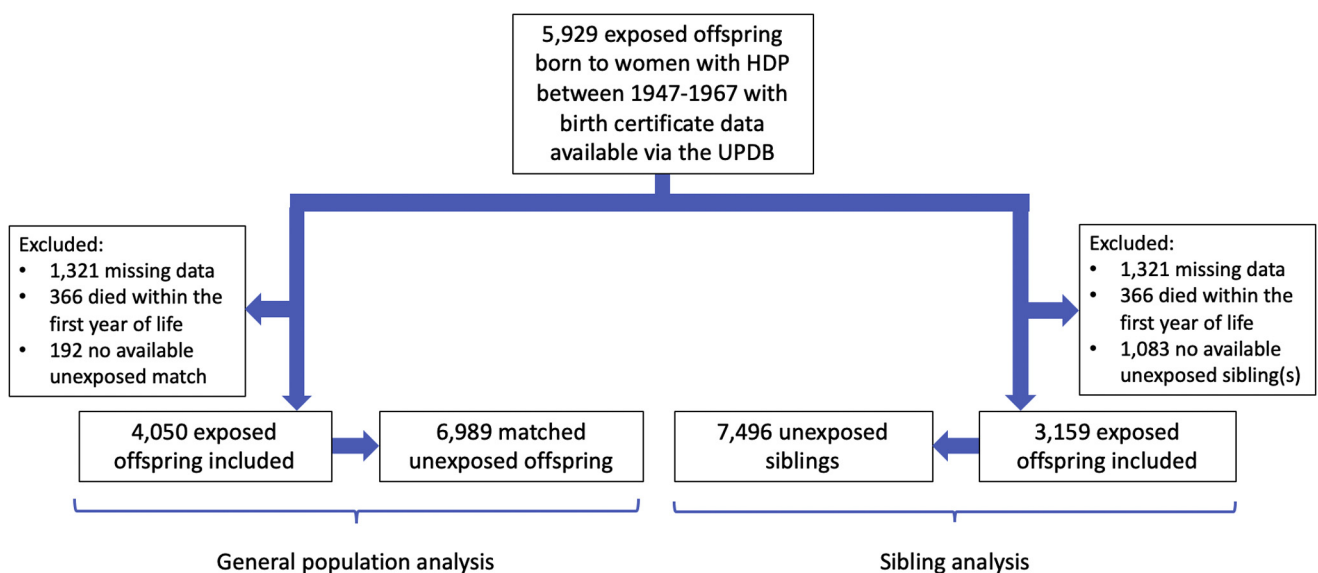 5,929 exposed offspring
born to women with HDP
between 1947-1967 with
birth certificate data
available via the UPDB
Excluded:
• 1,321 missing data
• 366 died within the
first year of life
• 192 no available
unexposed match
Excluded:
• 1,321 missing data
• 366 died within the
first year of life
• 1,083 no available
unexposed sibling(s)
4,050 exposed
offspring included
6,989 matched
unexposed offspring
7,496 unexposed
siblings
3,159 exposed
offspring included
General population analysis
Sibling analysis